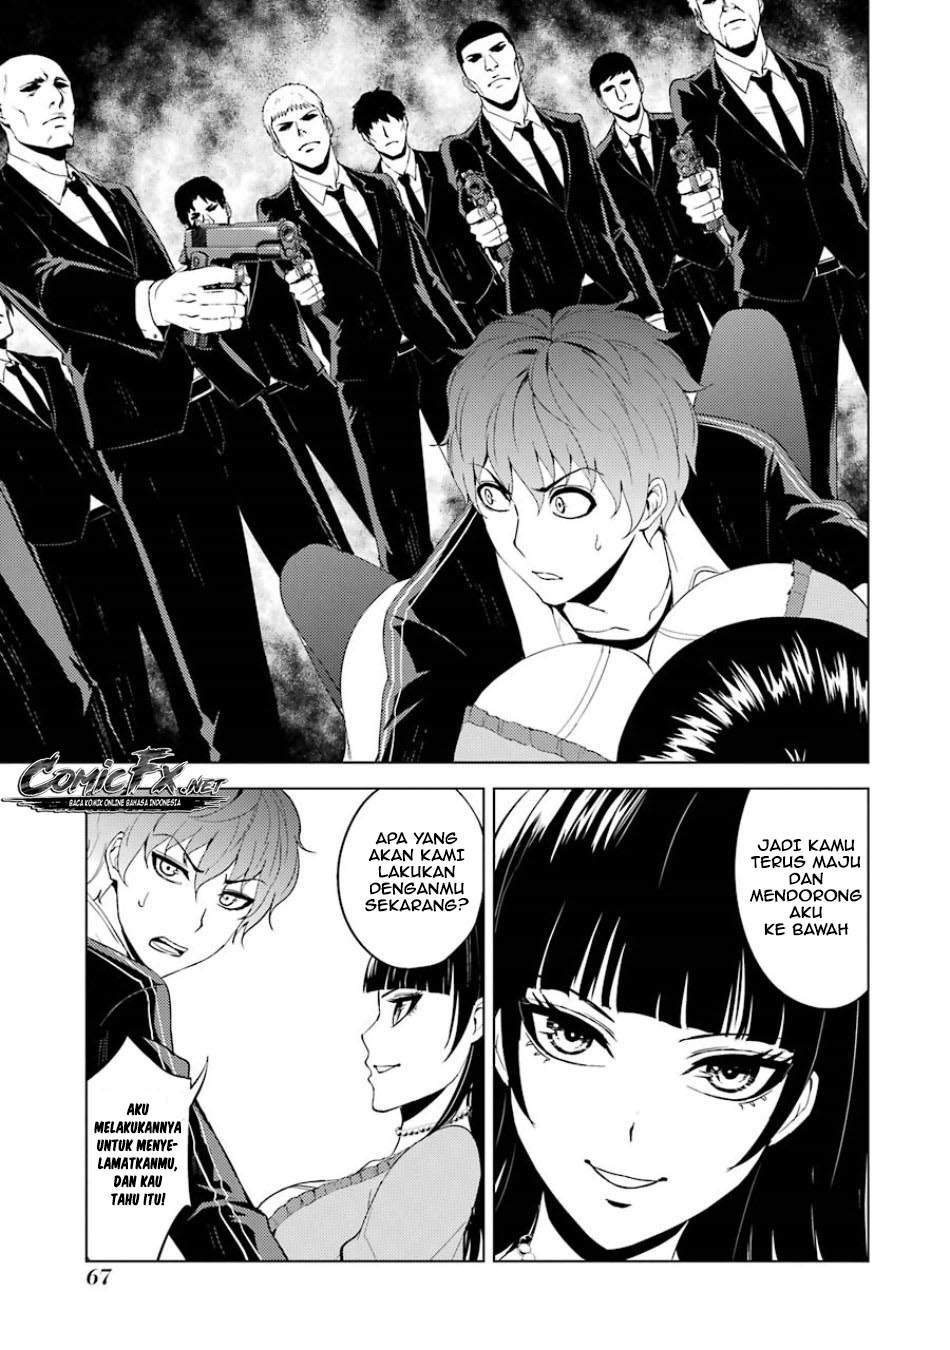 COMICFX.NET
BACA KOMIK ONLINE BAHASA INDONESIA
JADI KAMU
TERUS MAJU
DAN
MENDORONG
AKU
KE BAWAH
APA YANG
AKAN KAMI
LAKUKAN
DENGANMU
SEKARANG?
AKU
MELAKUKANNYA
UNTUK MENYE-
LAMATKANMU,
DAN KAU
TAHU ITU!
67